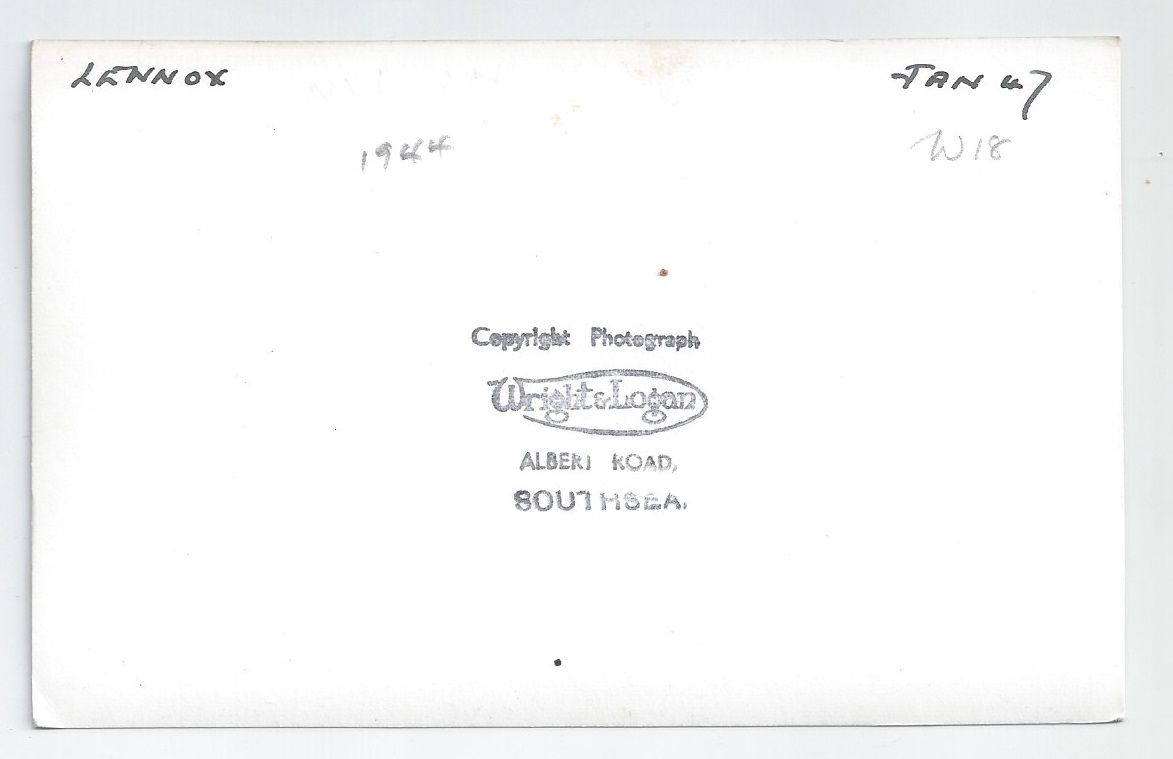 LENNOX JAN 47
1944 W18
Copyright Photograph
Wright & Logan
ALBERT ROAD,
SOUTHSEA.